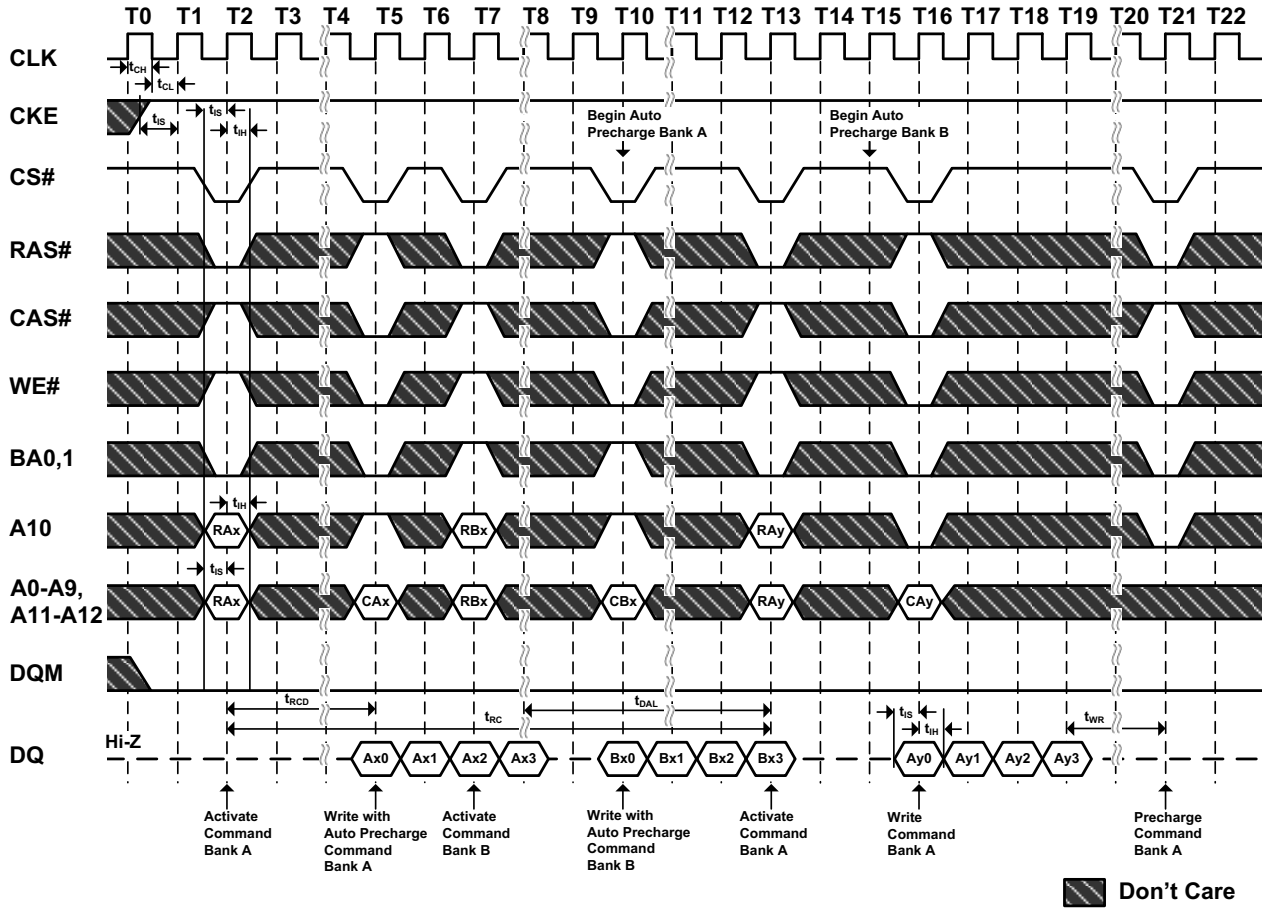 T0 T1 T2 T3 T4 T5 T6 T7 T8 T9 T10 T11 T12 T13 T14 T15 T16 T17 T18 T19 T20 T21 T22
CLK
tCH
tCL
CKE
tIS
tIS
tIH
Begin Auto
Precharge Bank A
Begin Auto
Precharge Bank B
CS#
RAS#
CAS#
WE#
BA0,1
tIH
A10
RAx RBx RAy
tIS
A0-A9,
A11-A12
RAx CAx RBx CBx RAy CAy
DQM
tRCD
tDAL
tRC
tIS
tIH
tWR
Hi-Z
DQ
Ax0 Ax1 Ax2 Ax3 Bx0 Bx1 Bx2 Bx3 Ay0 Ay1 Ay2 Ay3
Activate
Command
Bank A
Write with
Auto Precharge
Command
Bank A
Activate
Command
Bank B
Write with
Auto Precharge
Command
Bank B
Activate
Command
Bank A
Write
Command
Bank A
Precharge
Command
Bank A
Don't Care